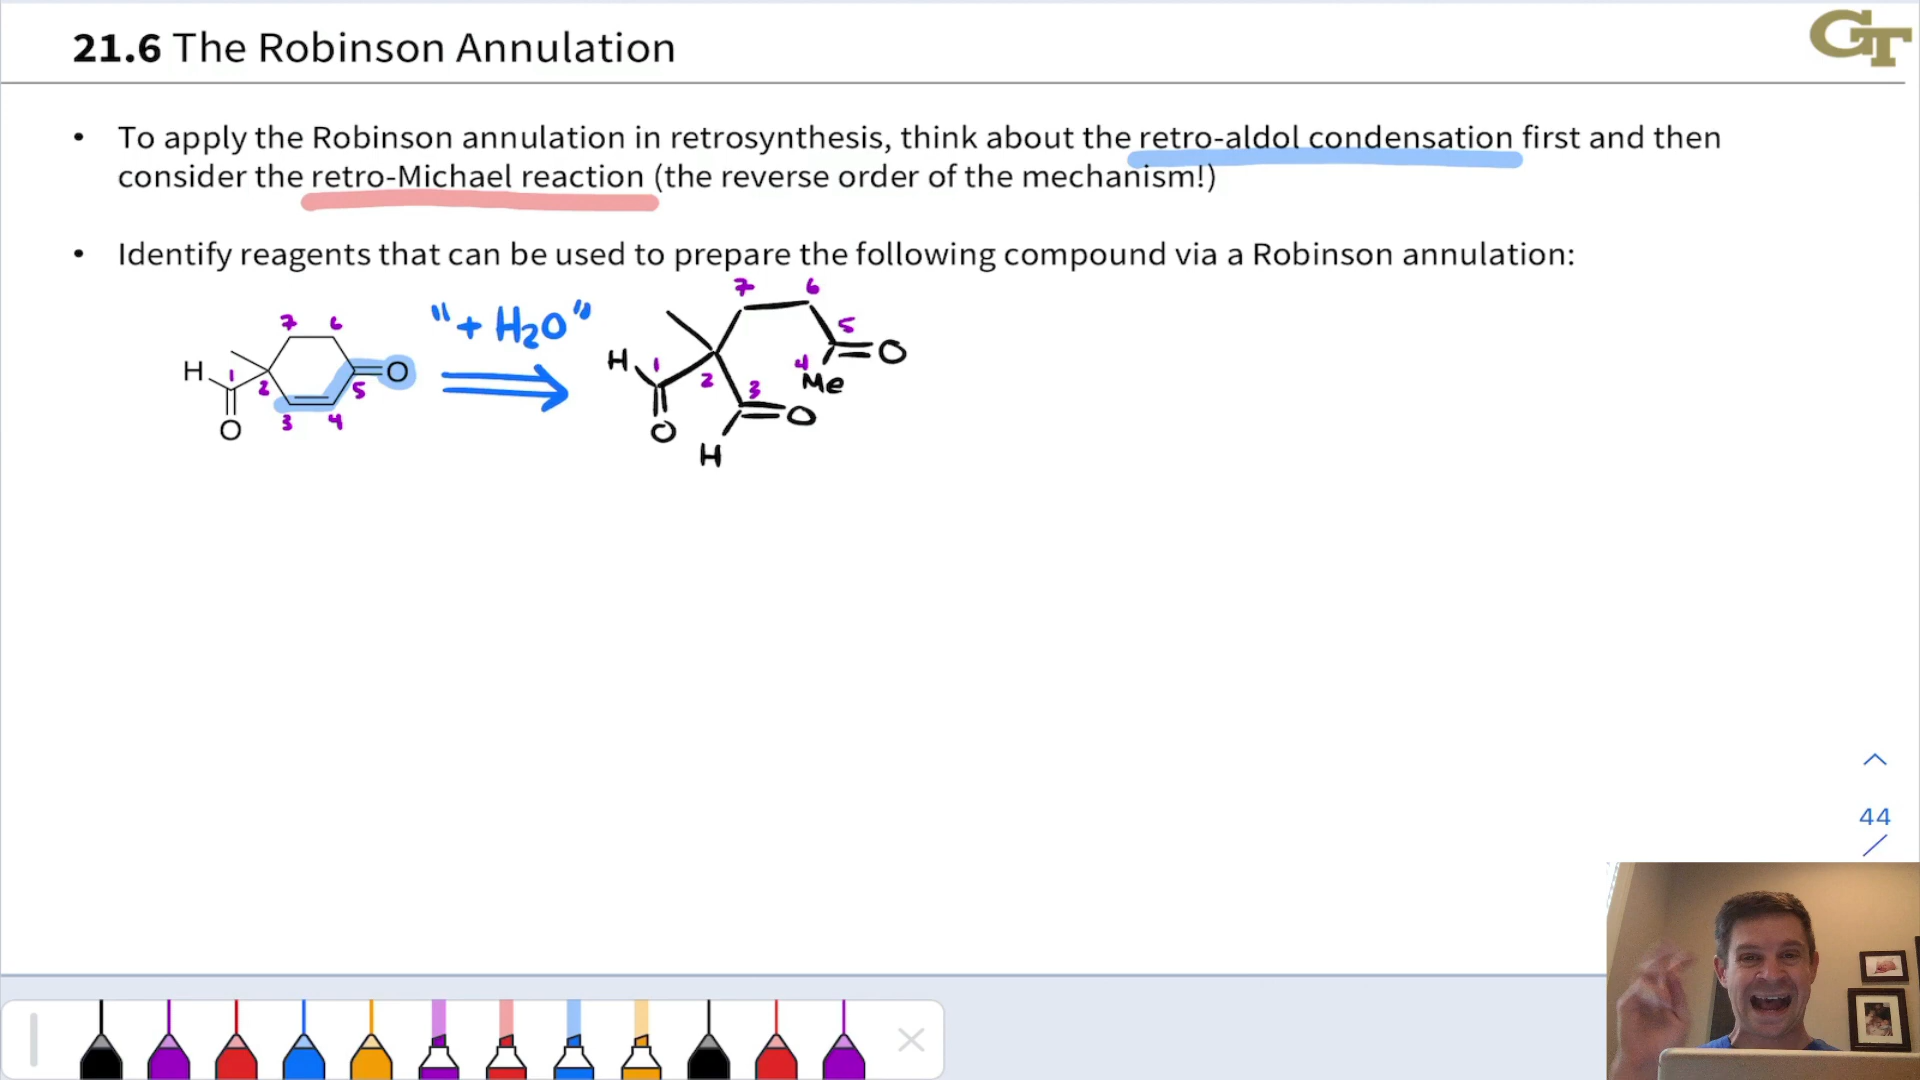 GT
21.6 The Robinson Annulation
• To apply the Robinson annulation in retrosynthesis, think about the retro-aldol condensation first and then
consider the retro-Michael reaction (the reverse order of the mechanism!)
• Identify reagents that can be used to prepare the following compound via a Robinson annulation:
7 6
H 1 2 3 4 5 O
O
"+ H₂O"
7 6
H 1 2 3 4 5 O
Me
O O
H
44